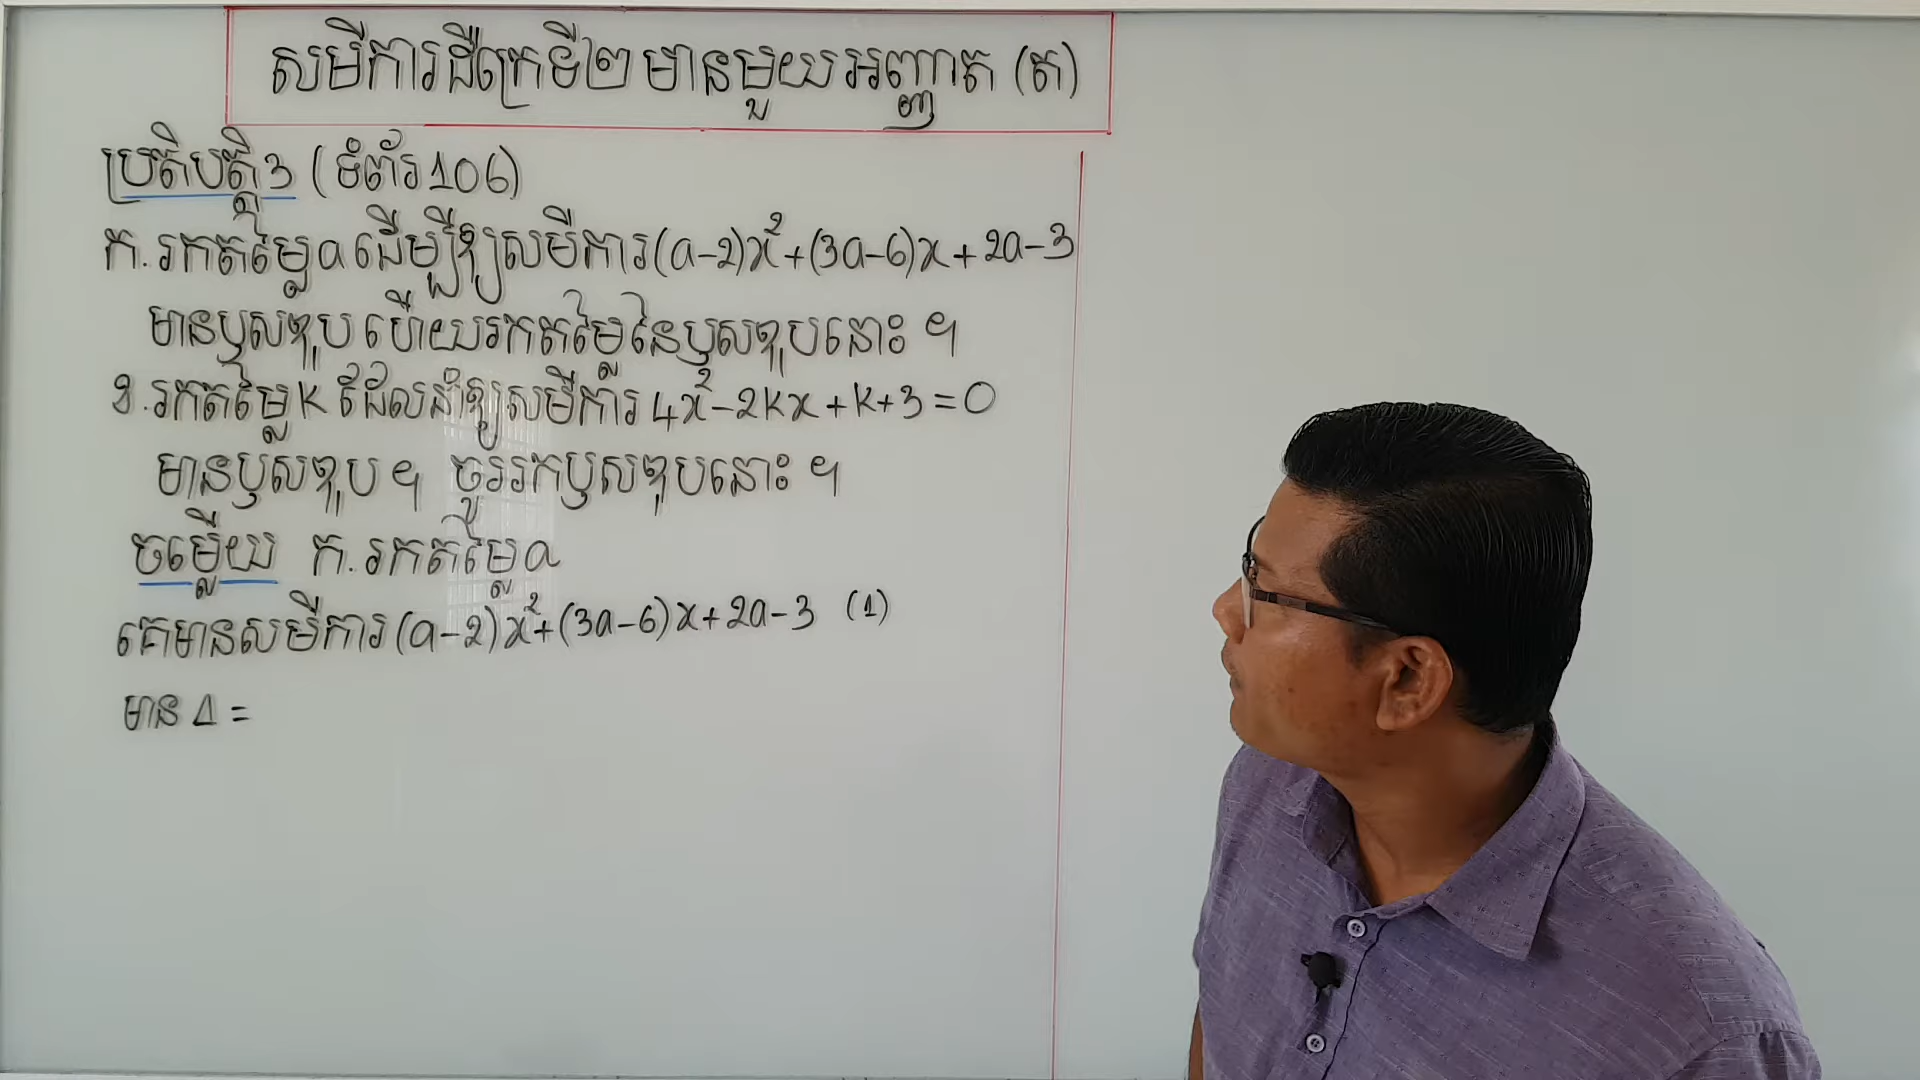 សមីការដឺក្រេទី២ មានមួយអញ្ញាត (ត)
ប្រតិបត្តិ3 (ទំព័រ106)
ក. រកតម្លៃ a ដើម្បីឱ្យសមីការ (a-2)x²+(3a-6)x+2a-3
មានឫសឌុប ហើយរកតម្លៃនៃឫសឌុបនោះ ។
ខ. រកតម្លៃ k ដែលនាំឱ្យសមីការ 4x²-2kx+k+3=0
មានឫសឌុប ។ ចូររកឫសឌុបនោះ ។
ចម្លើយ ក. រកតម្លៃ a
គេមានសមីការ (a-2)x²+(3a-6)x+2a-3 (1)
មាន Δ =